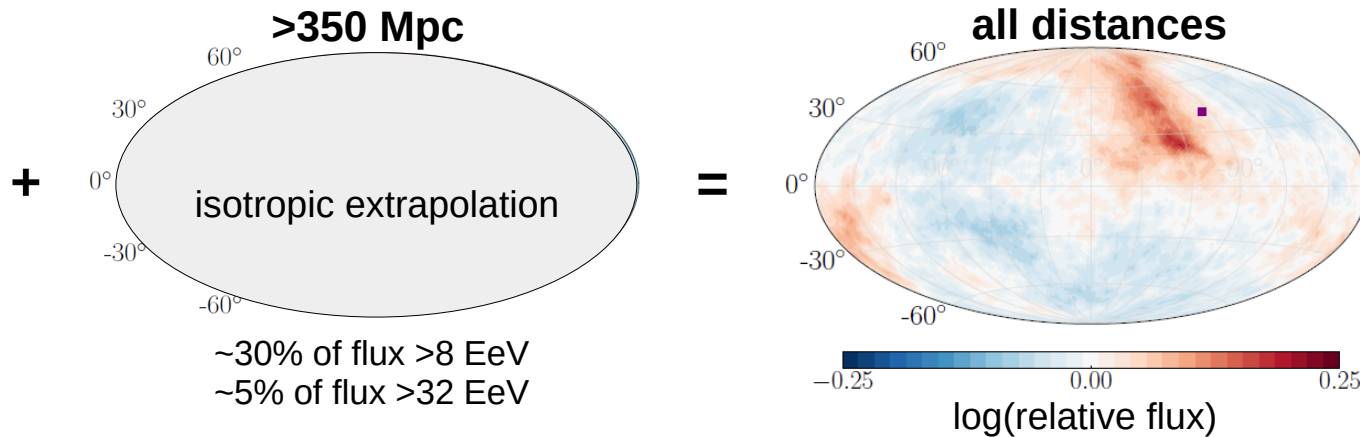 >350 Mpc
60°
30°
0°
-30°
-60°
+
isotropic extrapolation
~30% of flux >8 EeV
~5% of flux >32 EeV
=
all distances
60°
30°
0°
-30°
-60°
0°
−0.25
0.00
0.25
log(relative flux)